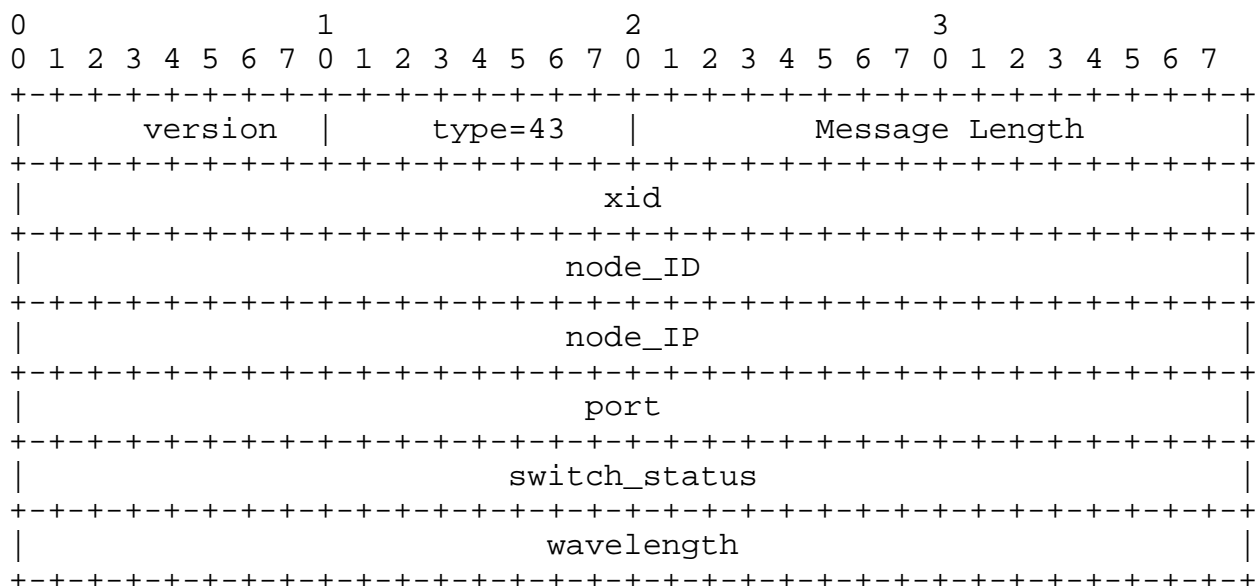 0 1 2 3
0 1 2 3 4 5 6 7 0 1 2 3 4 5 6 7 0 1 2 3 4 5 6 7 0 1 2 3 4 5 6 7
+-+-+-+-+-+-+-+-+-+-+-+-+-+-+-+-+-+-+-+-+-+-+-+-+-+-+-+-+-+-+-+-+
| version | type=43 | Message Length |
+-+-+-+-+-+-+-+-+-+-+-+-+-+-+-+-+-+-+-+-+-+-+-+-+-+-+-+-+-+-+-+-+
| xid |
+-+-+-+-+-+-+-+-+-+-+-+-+-+-+-+-+-+-+-+-+-+-+-+-+-+-+-+-+-+-+-+-+
| node_ID |
+-+-+-+-+-+-+-+-+-+-+-+-+-+-+-+-+-+-+-+-+-+-+-+-+-+-+-+-+-+-+-+-+
| node_IP |
+-+-+-+-+-+-+-+-+-+-+-+-+-+-+-+-+-+-+-+-+-+-+-+-+-+-+-+-+-+-+-+-+
| port |
+-+-+-+-+-+-+-+-+-+-+-+-+-+-+-+-+-+-+-+-+-+-+-+-+-+-+-+-+-+-+-+-+
| switch_status |
+-+-+-+-+-+-+-+-+-+-+-+-+-+-+-+-+-+-+-+-+-+-+-+-+-+-+-+-+-+-+-+-+
| wavelength |
+-+-+-+-+-+-+-+-+-+-+-+-+-+-+-+-+-+-+-+-+-+-+-+-+-+-+-+-+-+-+-+-+